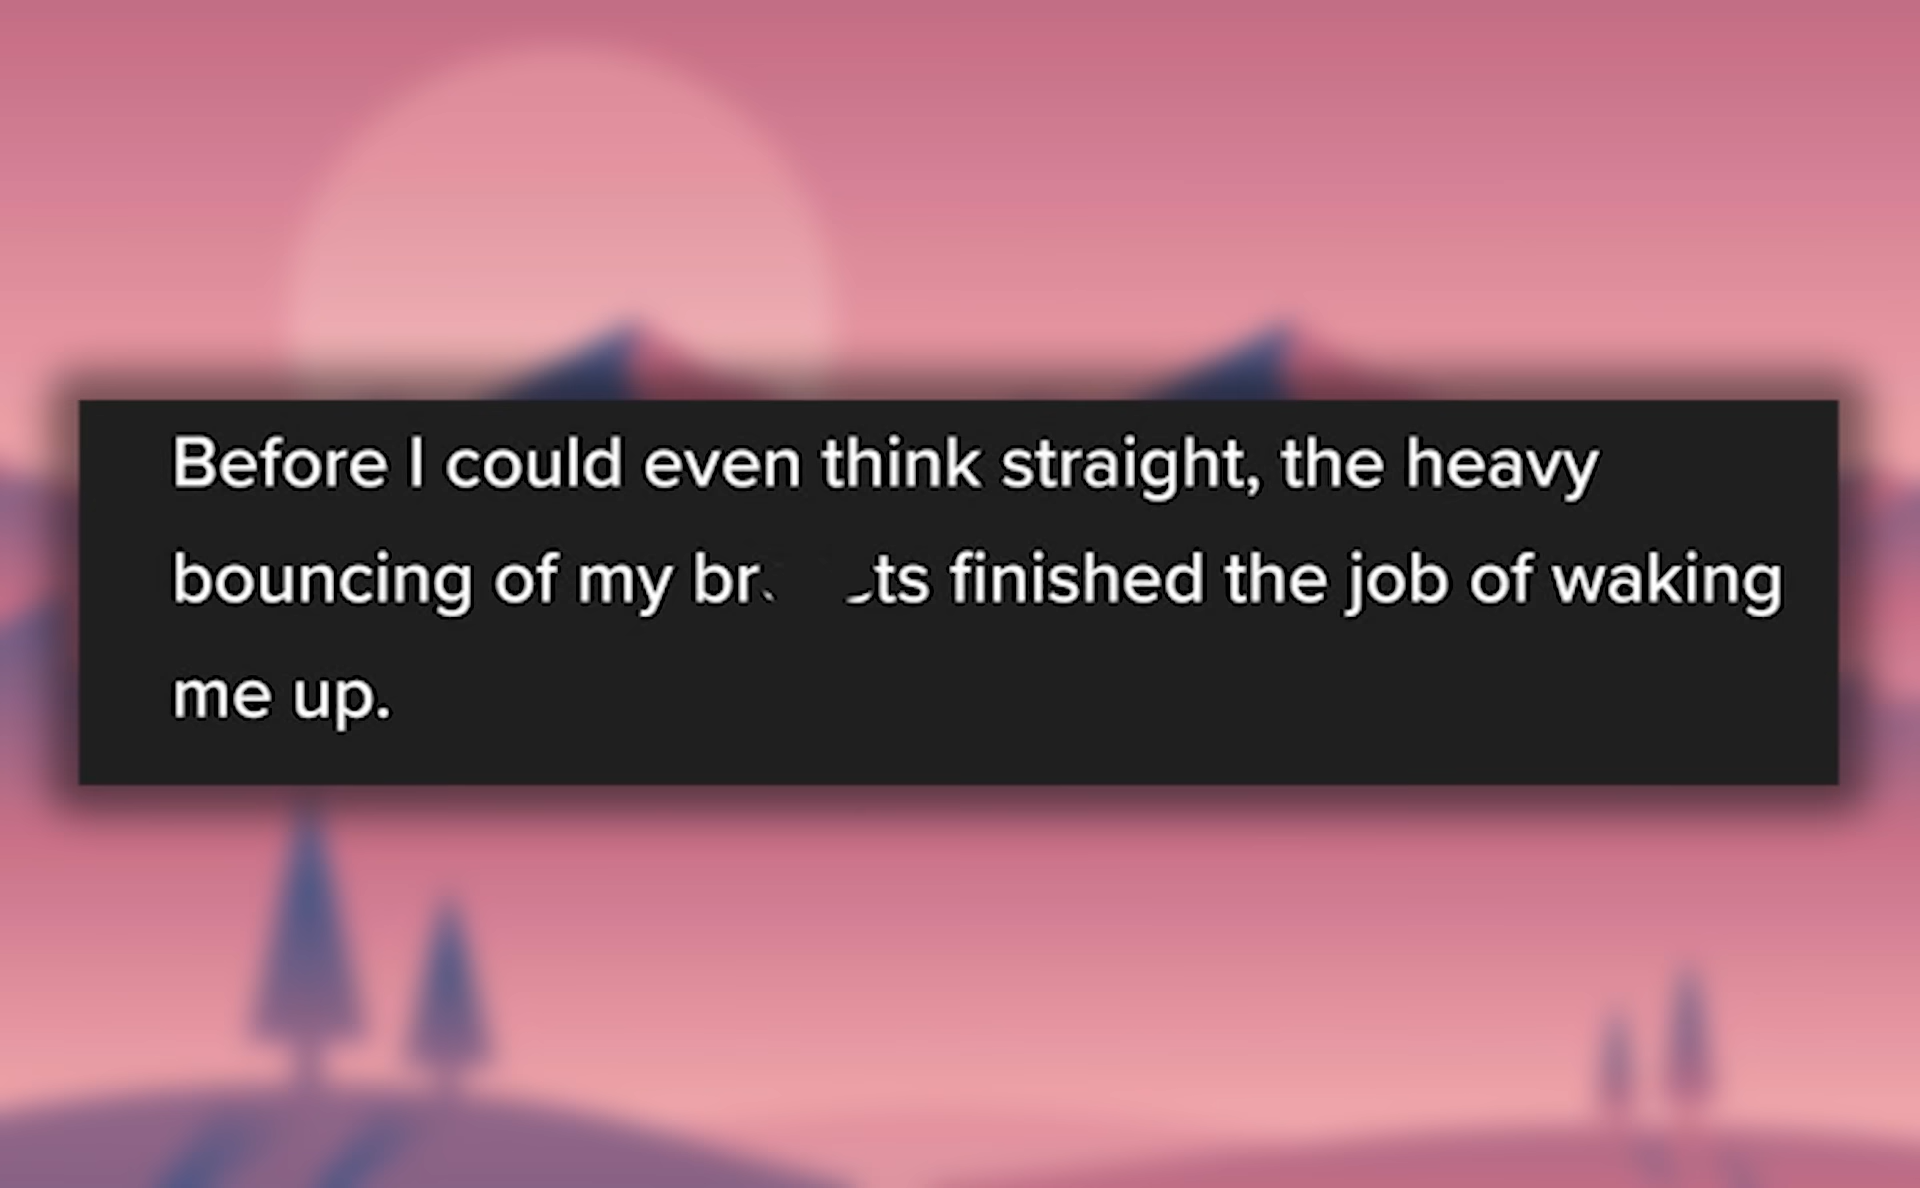 Before I could even think straight, the heavy
bouncing of my finished the job of waking
me up.